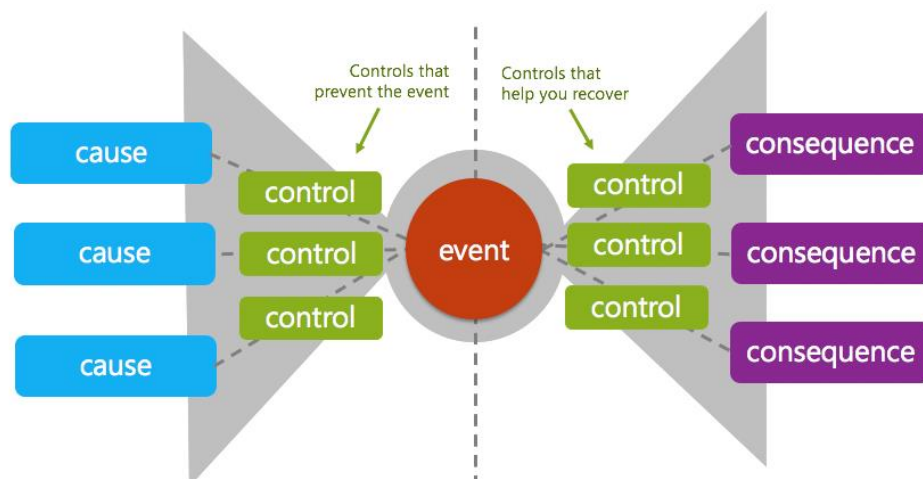 Controls that
prevent the event
Controls that
help you recover
cause
control
control
consequence
cause
control
event
control
consequence
control
control
cause
consequence